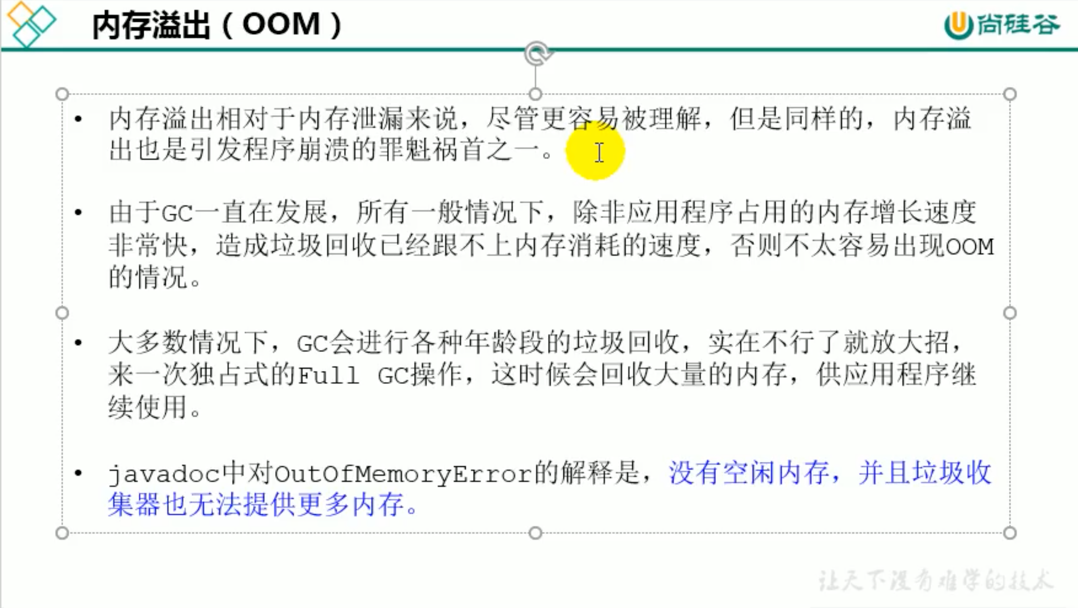 内存溢出（OOM）
尚硅谷
• 内存溢出相对于内存泄漏来说，尽管更容易被理解，但是同样的，内存溢
出也是引发程序崩溃的罪魁祸首之一。
• 由于GC一直在发展，所有一般情况下，除非应用程序占用的内存增长速度
非常快，造成垃圾回收已经跟不上内存消耗的速度，否则不太容易出现OOM
的情况。
• 大多数情况下，GC会进行各种年龄段的垃圾回收，实在不行了就放大招，
来一次独占式的Full GC操作，这时候会回收大量的内存，供应用程序继
续使用。
• javadoc中对OutOfMemoryError的解释是，没有空闲内存，并且垃圾收
集器也无法提供更多内存。
让天下没有难学的技术